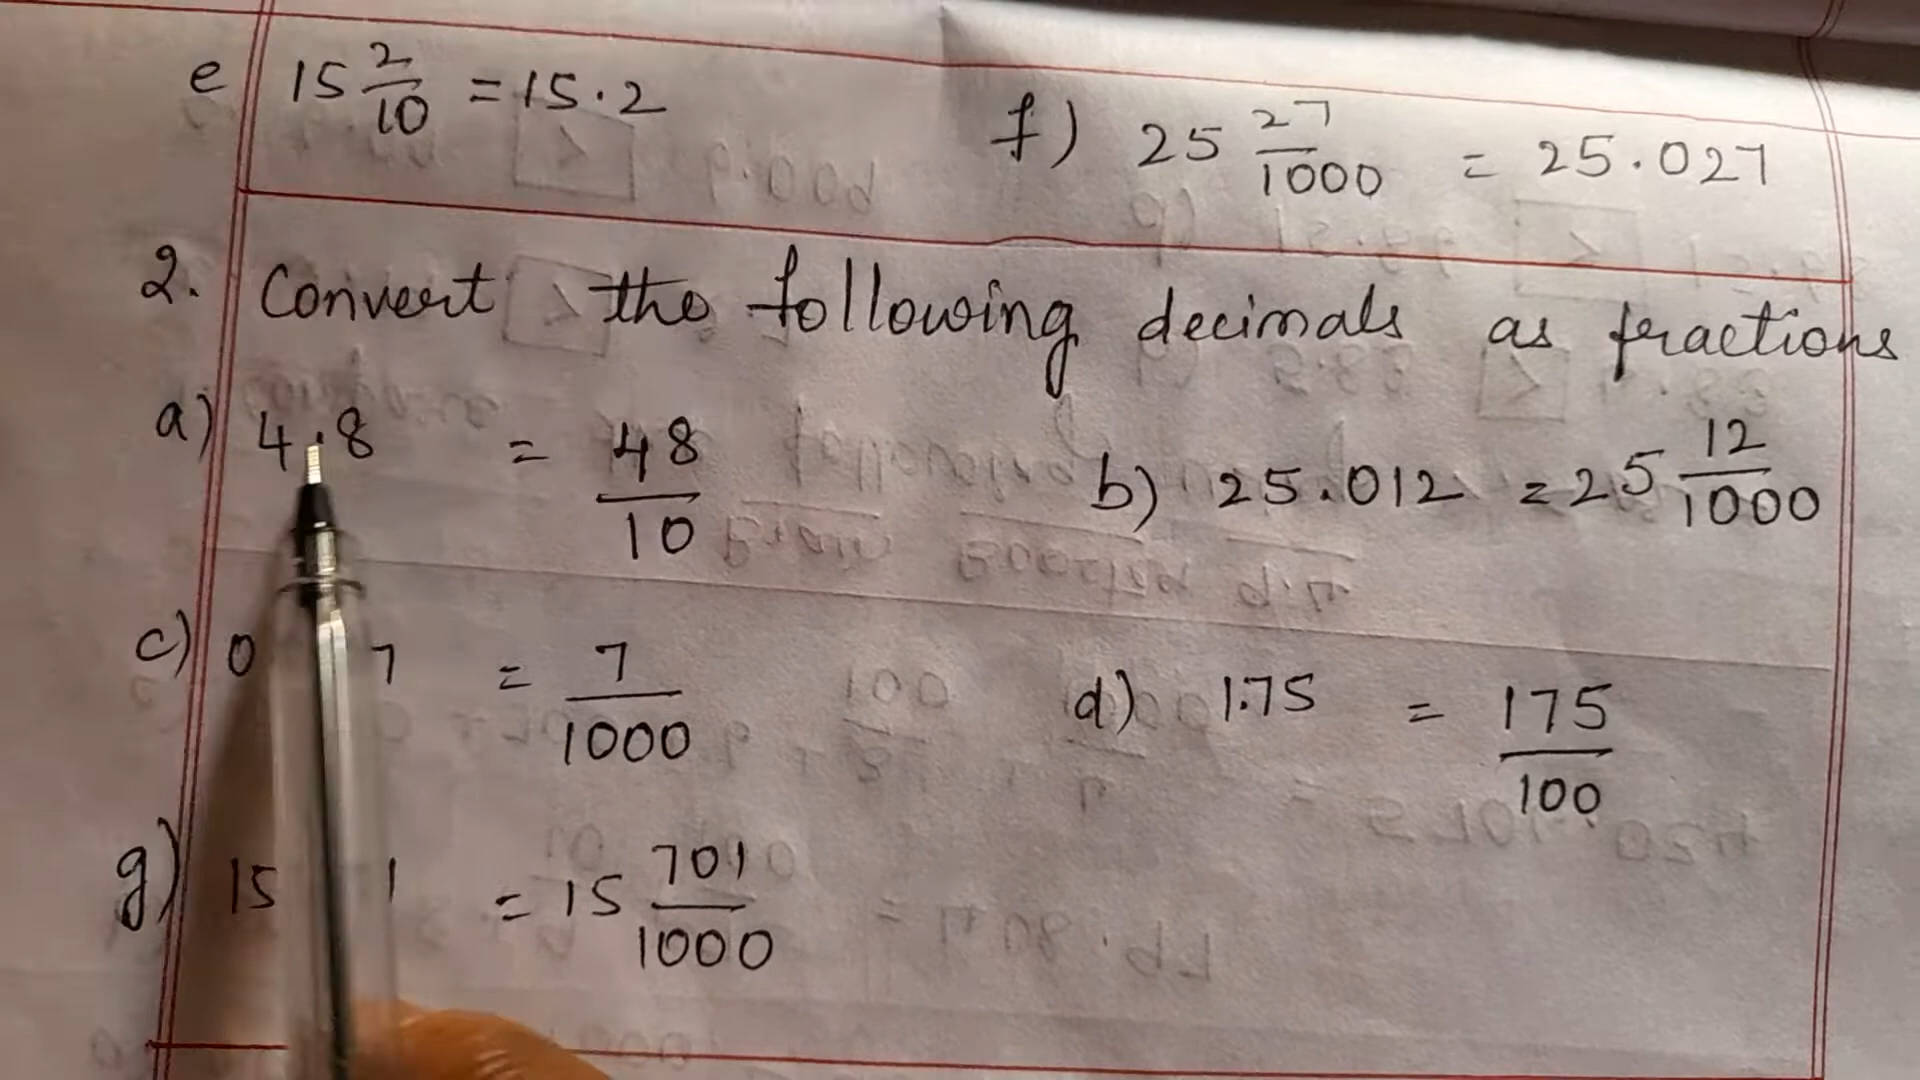 e 15 2/10 = 15.2
f) 25 27/1000 = 25.027
2. Convert the following decimals as fractions
a) 4.8 = 48/10
b) 25.012 = 25 12/1000
c) 0 7 = 7/1000
d) 1.75 = 175/100
g) 15 1 = 15 701/1000